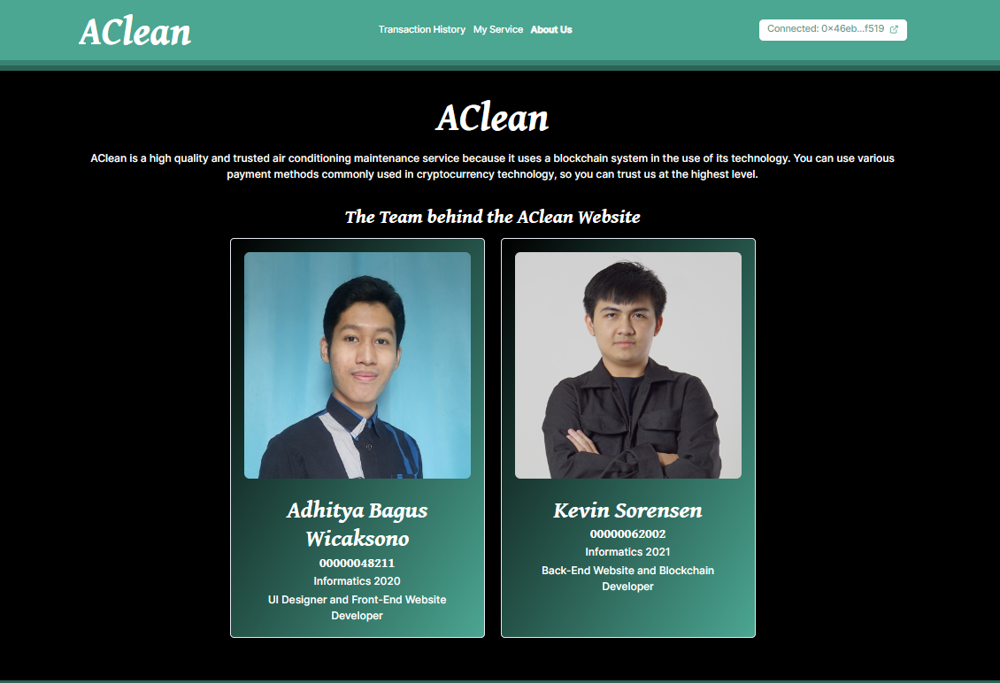 AClean
Transaction History My Service About Us
Connected: 0x46eb...f519
AClean
AClean is a high quality and trusted air conditioning maintenance service because it uses a blockchain system in the use of its technology. You can use various
payment methods commonly used in cryptocurrency technology, so you can trust us at the highest level.
The Team behind the AClean Website
Adhitya Bagus
Wicaksono
00000048211
Informatics 2020
UI Designer and Front-End Website
Developer
Kevin Sorensen
00000062002
Informatics 2021
Back-End Website and Blockchain
Developer